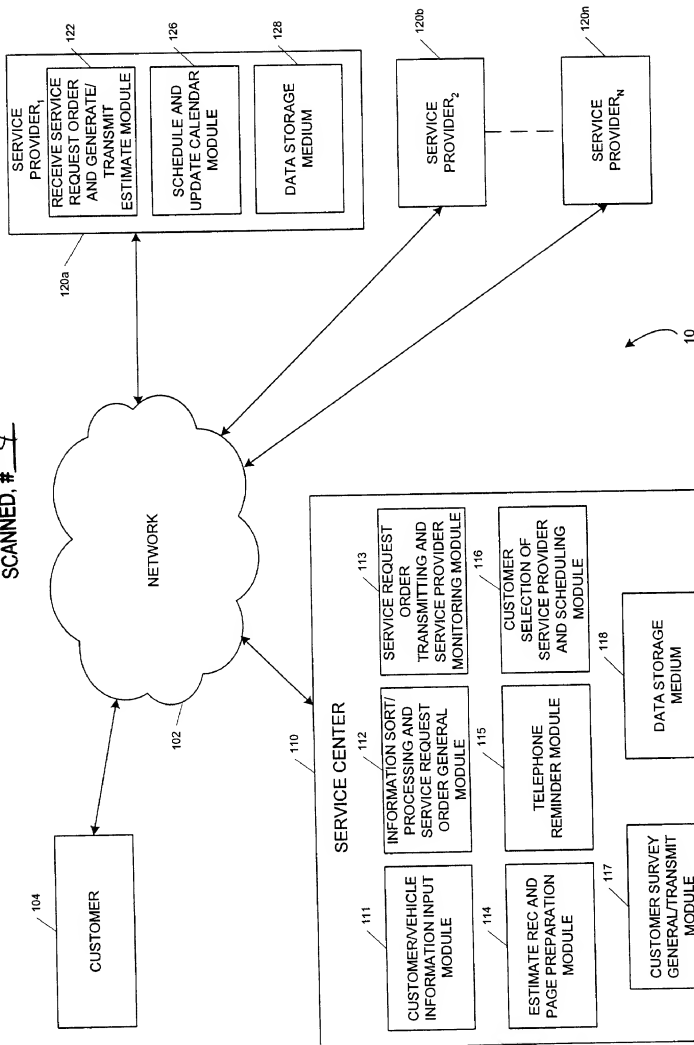 SCANNED, # 4
104
CUSTOMER
NETWORK
102
SERVICE
PROVIDER1
122
RECEIVE SERVICE
REQUEST ORDER
AND GENERATE/
TRANSMIT
ESTIMATE MODULE
126
SCHEDULE AND
UPDATE CALENDAR
MODULE
128
DATA STORAGE
MEDIUM
120a
120b
SERVICE
PROVIDER2
120n
SERVICE
PROVIDERN
10
110
SERVICE CENTER
111
CUSTOMER/VEHICLE
INFORMATION INPUT
MODULE
112
INFORMATION SORT/
PROCESSING AND
SERVICE REQUEST
ORDER GENERAL
MODULE
113
SERVICE REQUEST
ORDER
TRANSMITTING AND
SERVICE PROVIDER
MONITORING MODULE
114
ESTIMATE REC AND
PAGE PREPARATION
MODULE
115
TELEPHONE
REMINDER MODULE
116
CUSTOMER
SELECTION OF
SERVICE PROVIDER
AND SCHEDULING
MODULE
117
CUSTOMER SURVEY
GENERAL/TRANSMIT
MODULE
118
DATA STORAGE
MEDIUM